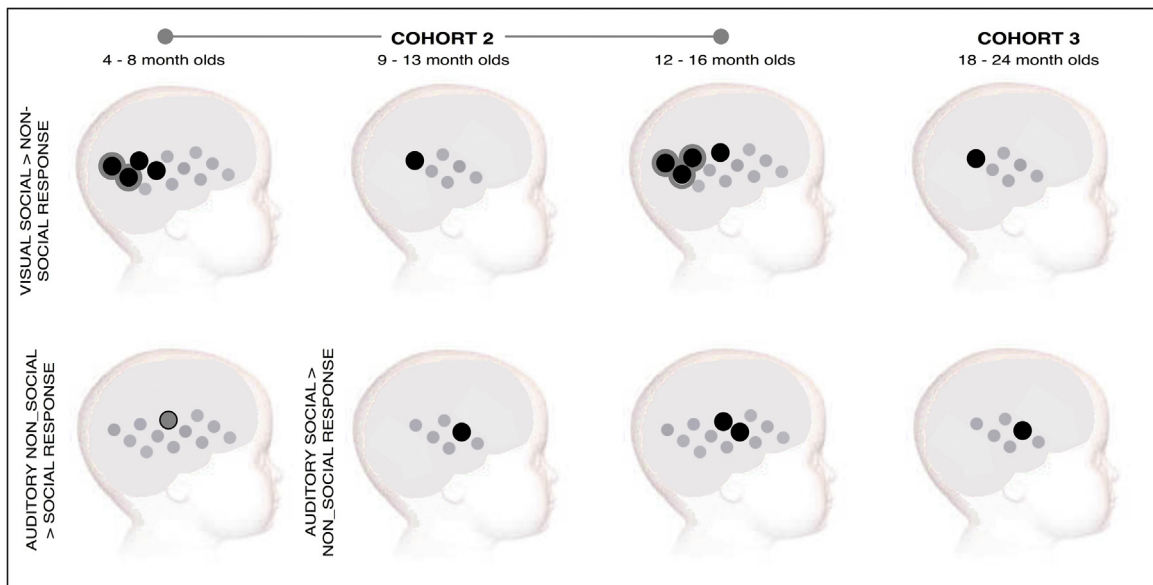 COHORT 2
COHORT 3
4 - 8 month olds
9 - 13 month olds
12 - 16 month olds
18 - 24 month olds
VISUAL SOCIAL > NON-
SOCIAL RESPONSE
AUDITORY NON_SOCIAL
> SOCIAL RESPONSE
AUDITORY SOCIAL>
NON_SOCIAL RESPONSE